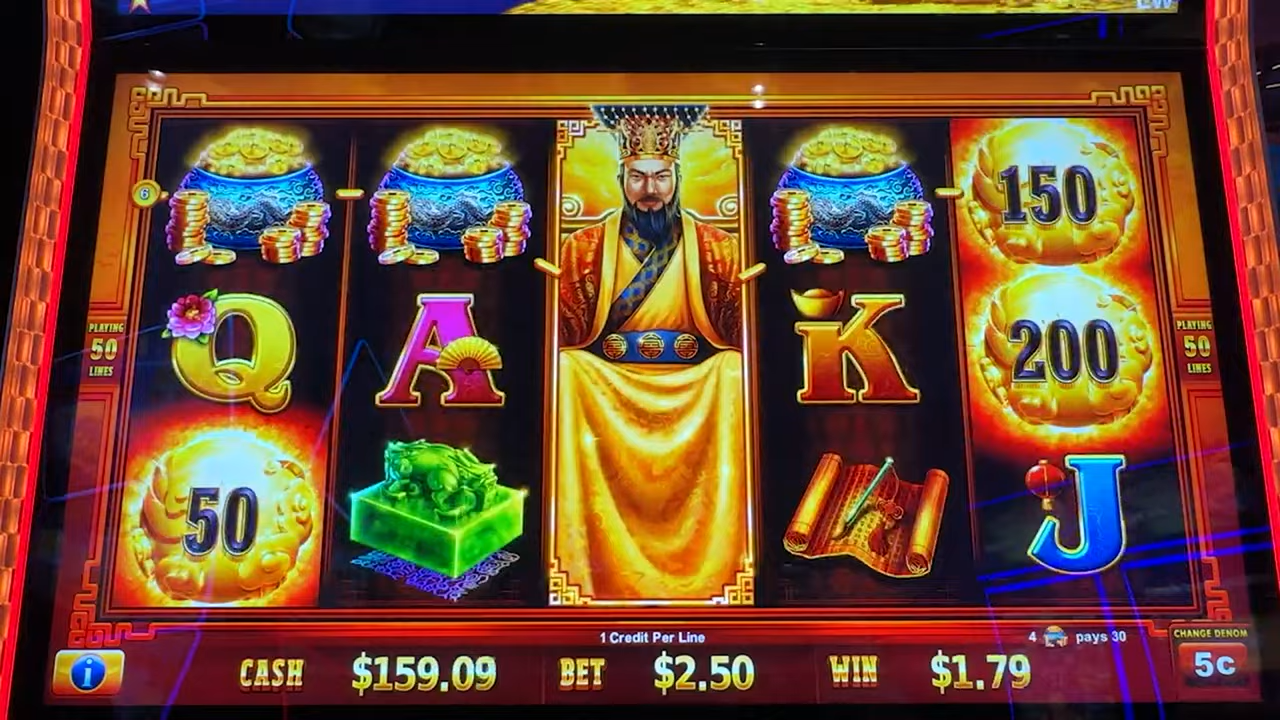 6
150
Q
A
K
200
PLAYING
50
LINES
PLAYING
50
LINES
50
J
1 Credit Per Line
4 pays 30
CHANGE DENOM
i CASH $159.09 BET $2.50 WIN $1.79 5c